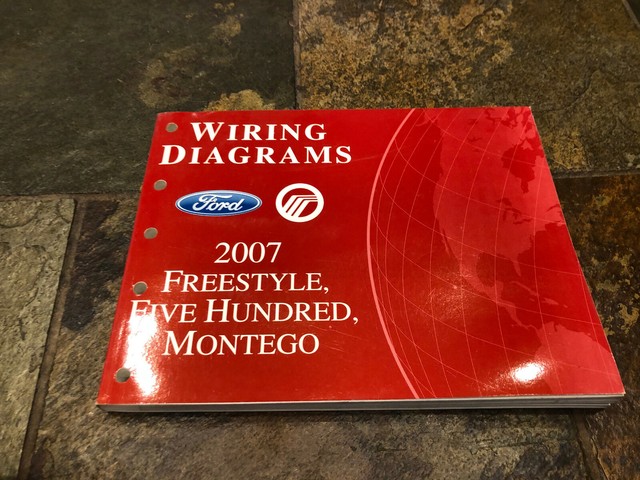 WIRING
DIAGRAMS
Ford
2007
FREESTYLE,
FIVE HUNDRED,
MONTEGO